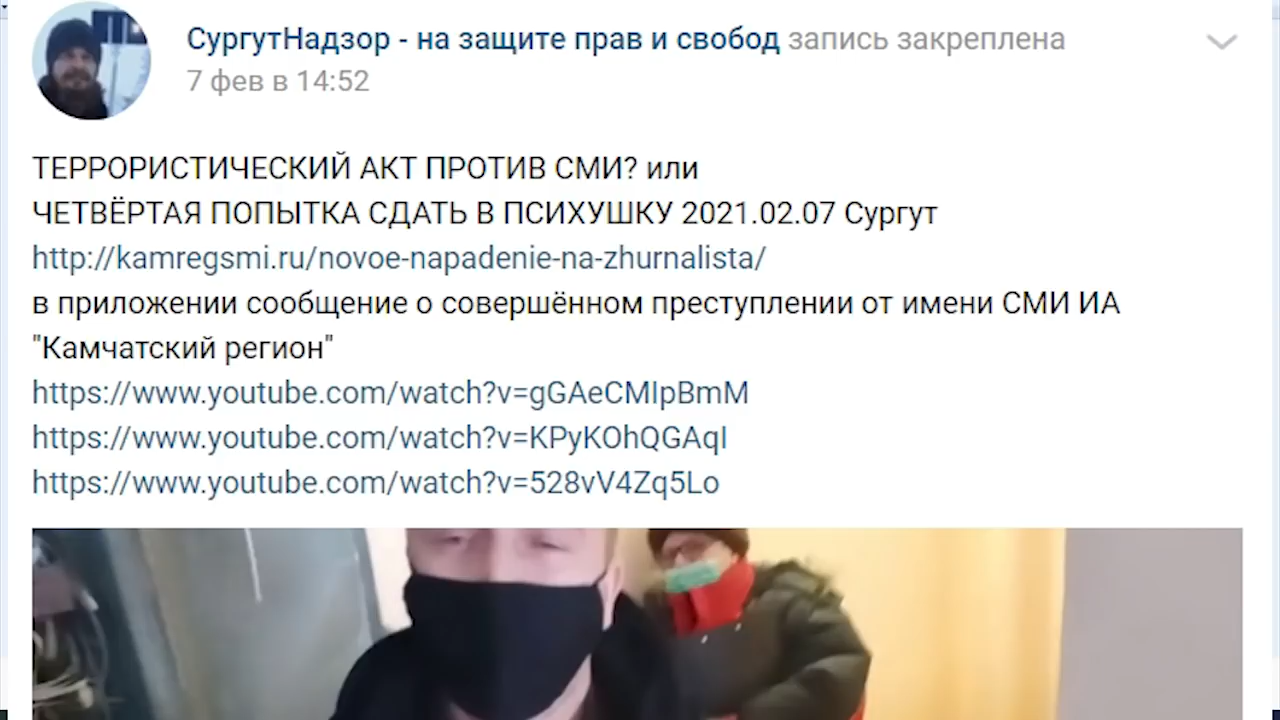 СургутНадзор - на защите прав и свобод запись закреплена
7 фев в 14:52
ТЕРРОРИСТИЧЕСКИЙ АКТ ПРОТИВ СМИ? или
ЧЕТВЁРТАЯ ПОПЫТКА СДАТЬ В ПСИХУШКУ 2021.02.07 Сургут
http://kamregsmi.ru/novoe-napadenie-na-zhurnalista/
в приложении сообщение о совершённом преступлении от имени СМИ ИА
"Камчатский регион"
https://www.youtube.com/watch?v=gGAeCMIpBmM
https://www.youtube.com/watch?v=KPyKOhQGAqI
https://www.youtube.com/watch?v=528vV4Zq5Lo